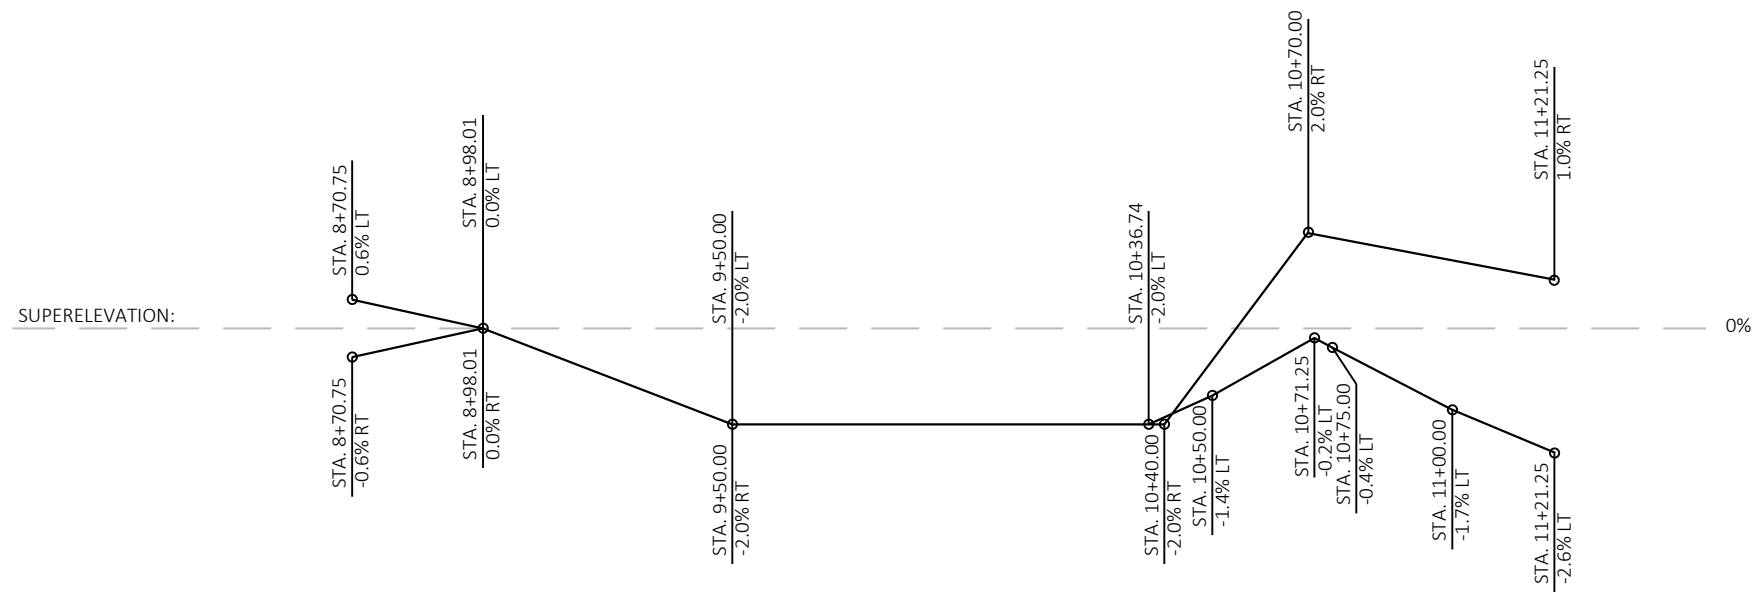 SUPERELEVATION:
0%
STA. 8+70.75
0.6% LT
STA. 8+70.75
-0.6% RT
STA. 8+98.01
0.0% LT
STA. 8+98.01
0.0% RT
STA. 9+50.00
-2.0% LT
STA. 9+50.00
-2.0% RT
STA. 10+36.74
-2.0% LT
STA. 10+40.00
-2.0% RT
STA. 10+50.00
-1.4% LT
STA. 10+70.00
2.0% RT
STA. 10+71.25
-0.2% LT
STA. 10+75.00
-0.4% LT
STA. 11+00.00
-1.7% LT
STA. 11+21.25
1.0% RT
STA. 11+21.25
-2.6% LT